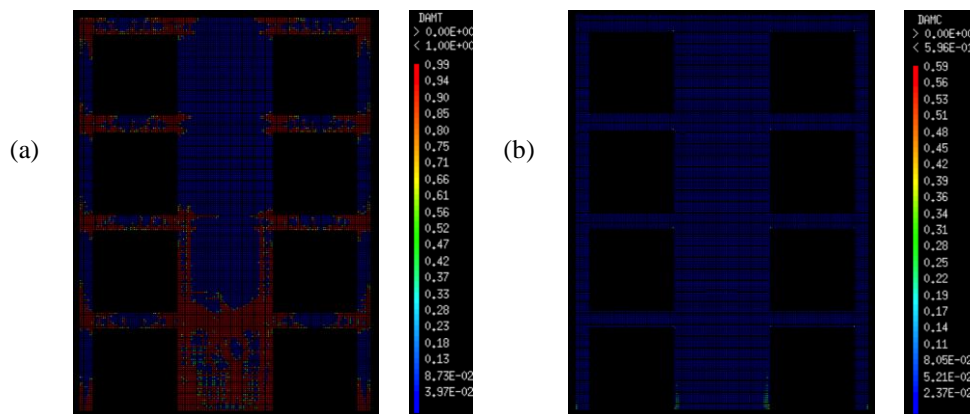 (a)
DAMT
> 0.00E+00
< 1.00E+00
0.99
0.94
0.90
0.85
0.80
0.75
0.71
0.66
0.61
0.56
0.52
0.47
0.42
0.37
0.33
0.28
0.23
0.18
0.13
8.73E-02
3.97E-02
(b)
DAMC
> 0.00E+00
< 5.96E-01
0.59
0.56
0.53
0.51
0.48
0.45
0.42
0.39
0.36
0.34
0.31
0.28
0.25
0.22
0.19
0.17
0.14
0.11
8.05E-02
5.21E-02
2.37E-02